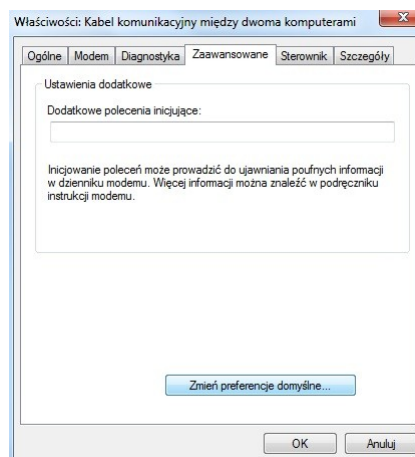 Właściwości: Kabel komunikacyjny między dwoma komputerami
Ogólne Modem Diagnostyka Zaawansowane Sterownik Szczegóły
Ustawienia dodatkowe
Dodatkowe polecenia inicjujące:
Inicjowanie poleceń może prowadzić do ujawniania poufnych informacji
w dzienniku modemu. Więcej informacji można znaleźć w podręczniku
instrukcji modemu.
Zmień preferencje domyślne...
OK Anuluj